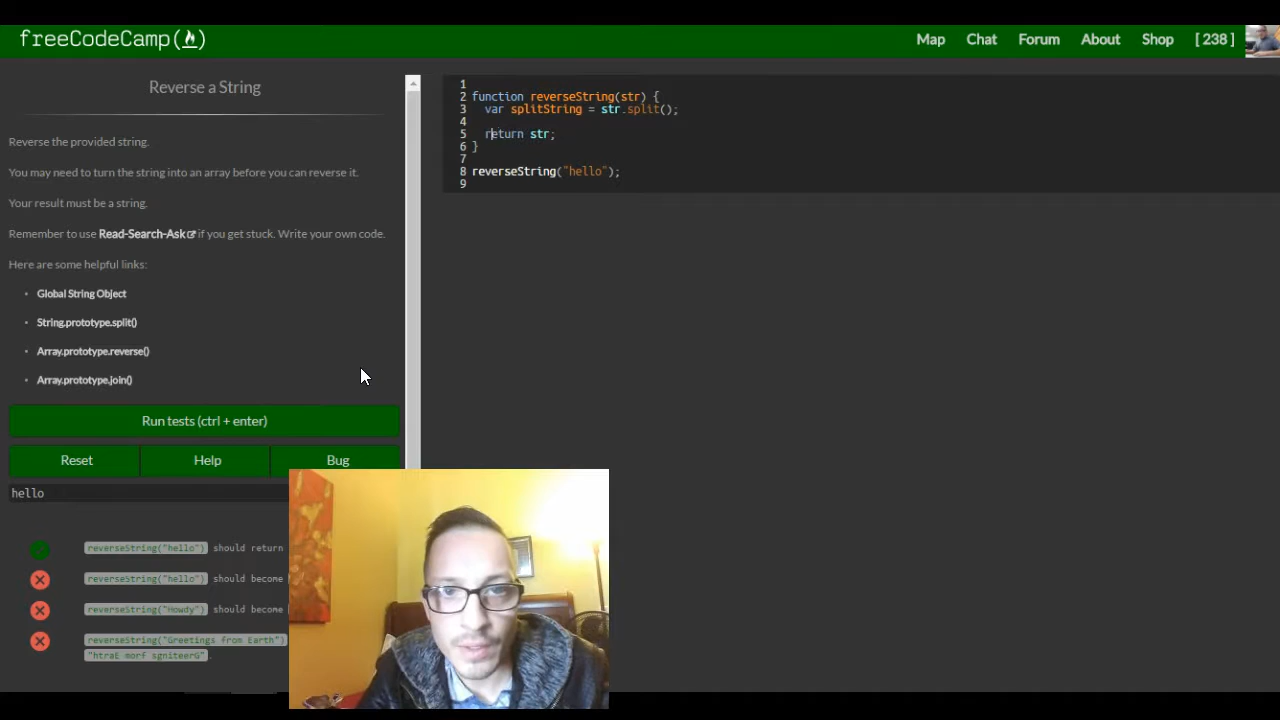 freeCodeCamp
Map
Chat
Forum
About
Shop
[ 238 ]
Reverse a String
Reverse the provided string.
You may need to turn the string into an array before you can reverse it.
Your result must be a string.
Remember to use Read-Search-Ask if you get stuck. Write your own code.
Here are some helpful links:
Global String Object
String.prototype.split()
Array.prototype.reverse()
Array.prototype.join()
Run tests (ctrl + enter)
Reset
Help
Bug
hello
reverseString("hello") should return
reverseString("hello") should become
reverseString("Howdy") should become
reverseString("Greetings from Earth")
"htraE morf sgniteerG".
1
2 function reverseString(str) {
3 var splitString = str.split();
4
5 return str;
6 }
7
8 reverseString("hello");
9